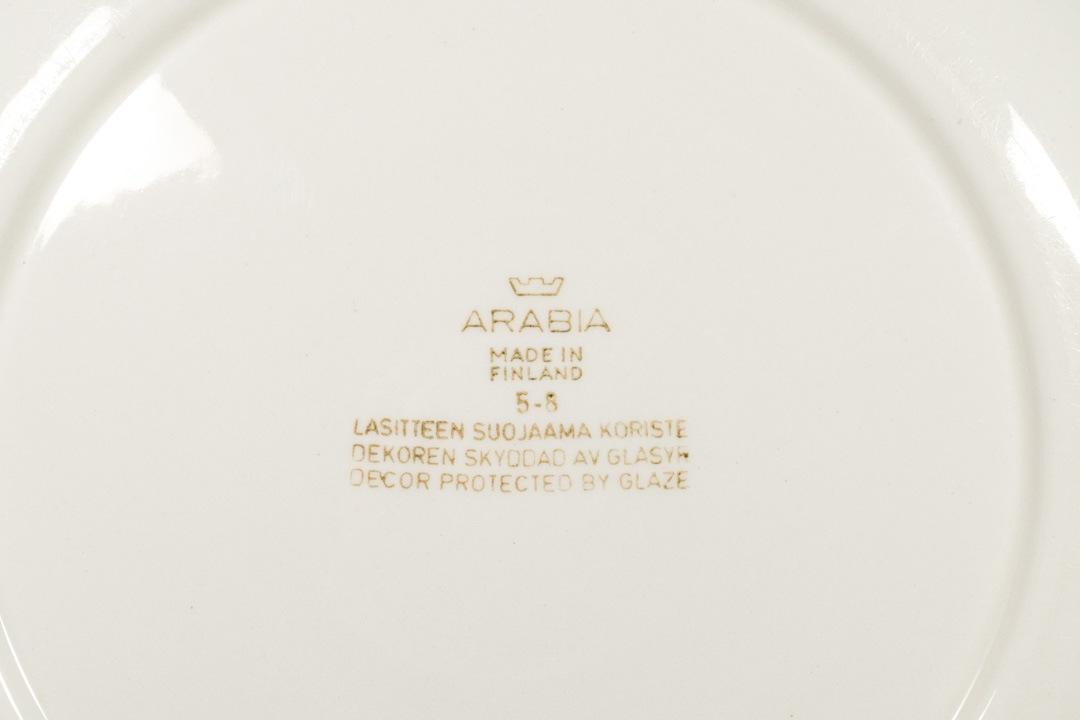 ARABIA
MADE IN
FINLAND
5-8
LASITTEEN SUOJAAMA KORISTE
DEKOREN SKYDDAD AV GLASYR
DECOR PROTECTED BY GLAZE